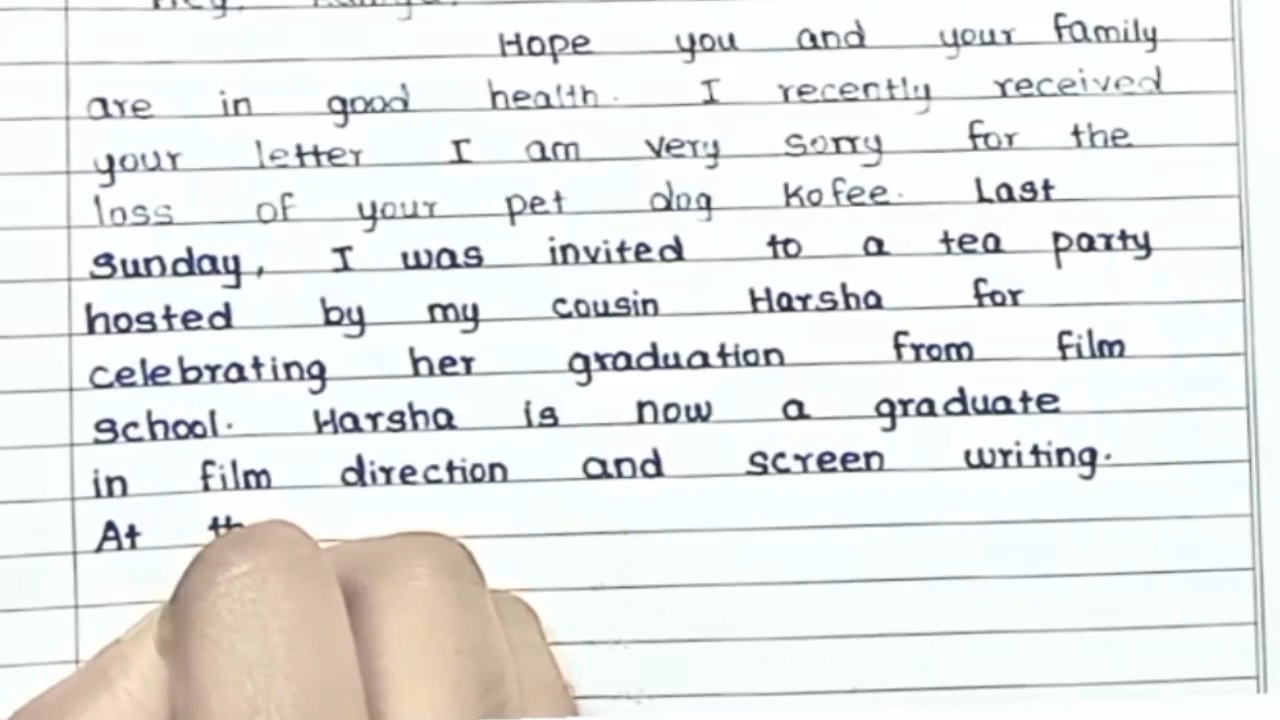 Hope you and your family
are in good health. I recently received
your letter I am very sorry for the
loss of your pet dog Kofee. Last
Sunday, I was invited to a tea party
hosted by my cousin Harsha for
celebrating her graduation from film
school. Harsha is now a graduate
in film direction and screen writing.
At th